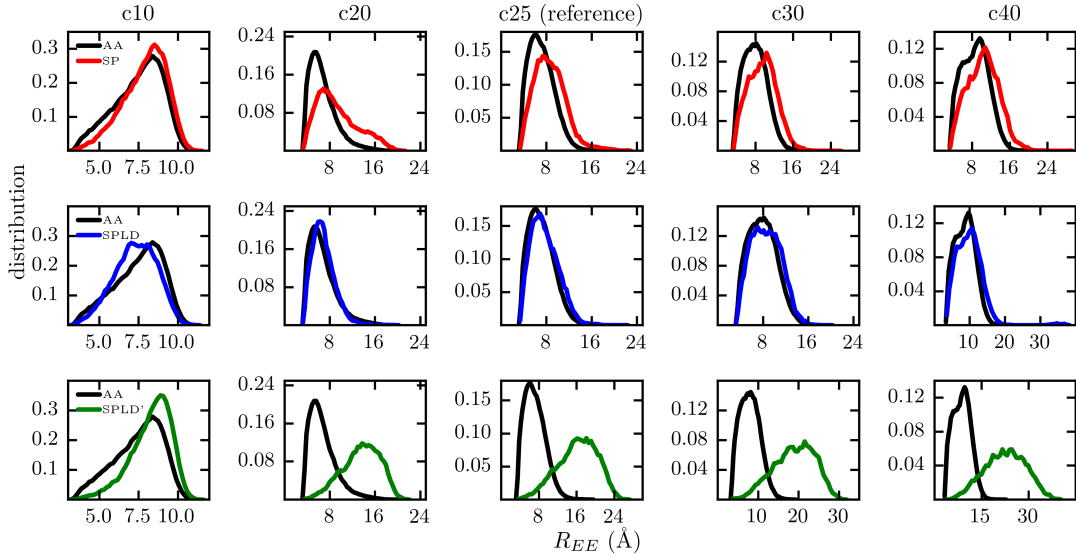 c10 c20 c25 (reference) c30 c40
0.3 0.2 0.1 AA SP 5.0 7.5 10.0
0.24 0.16 0.08 8 16 24
0.15 0.10 0.05 8 16 24
0.12 0.08 0.04 8 16 24
0.12 0.08 0.04 8 16 28
distribution
0.3 0.2 0.1 AA SPLD 5.0 7.5 10.0
0.24 0.16 0.08 8 16 24
0.15 0.10 0.05 8 16 24
0.12 0.08 0.04 8 16 24
0.12 0.08 0.04 10 20 30
0.3 0.2 0.1 AA SPLD' 5.0 7.5 10.0
0.24 0.16 0.08 8 16 24
0.15 0.10 0.05 8 16 24
0.12 0.08 0.04 10 20 30
0.12 0.08 0.04 15 30
R_EE (Å)